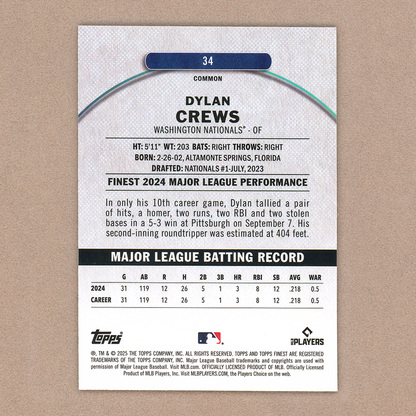 34
COMMON
DYLAN
CREWS
WASHINGTON NATIONALS® - OF
HT: 5'11" WT: 203 BATS: RIGHT THROWS: RIGHT
BORN: 2-26-02, ALTAMONTE SPRINGS, FLORIDA
DRAFTED: NATIONALS #1-JULY, 2023
FINEST 2024 MAJOR LEAGUE PERFORMANCE
In only his 10th career game, Dylan tallied a pair
of hits, a homer, two runs, two RBI and two stolen
bases in a 5-3 win at Pittsburgh on September 7. His
second-inning roundtripper was estimated at 404 feet.
MAJOR LEAGUE BATTING RECORD
G AB R H 2B 3B HR RBI SB AVG WAR
2024 31 119 12 26 5 1 3 8 12 .218 0.5
CAREER 31 119 12 26 5 1 3 8 12 .218 0.5
Topps
PLAYERS
®, TM & © 2025 THE TOPPS COMPANY, INC. ALL RIGHTS RESERVED. TOPPS AND TOPPS FINEST ARE REGISTERED
TRADEMARKS OF THE TOPPS COMPANY, INC. Major League Baseball trademarks and copyrights are used with
permission of Major League Baseball. Visit MLB.com. OFFICIALLY LICENSED PRODUCT OF MLB. Officially Licensed
Product of MLB Players, Inc. Visit MLBPLAYERS.COM, the Players Choice on the web.